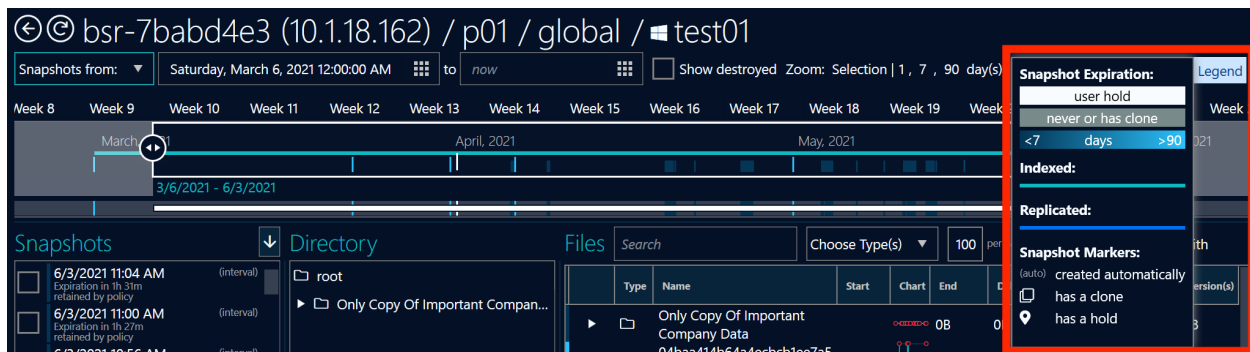 bsr-7babd4e3 (10.1.18.162) / p01 / global / test01
Snapshots from: Saturday, March 6, 2021 12:00:00 AM to now Show destroyed Zoom: Selection | 1 , 7 , 90 day(s) Legend
Week 8 Week 9 Week 10 Week 11 Week 12 Week 13 Week 14 Week 15 Week 16 Week 17 Week 18 Week 19 Week
April, 2021 May, 2021
3/6/2021 - 6/3/2021
Snapshot Expiration:
user hold
never or has clone
<7 days >90
Indexed:
Replicated:
Snapshot Markers:
(auto) created automatically
has a clone
has a hold
Snapshots
6/3/2021 11:04 AM (interval)
Expiration in 1h 31m
retained by policy
6/3/2021 11:00 AM (interval)
Expiration in 1h 27m
retained by policy
Directory
root
Only Copy Of Important Compan...
Files Search Choose Type(s) 100
Type Name Start Chart End
Only Copy Of Important 0B
Company Data